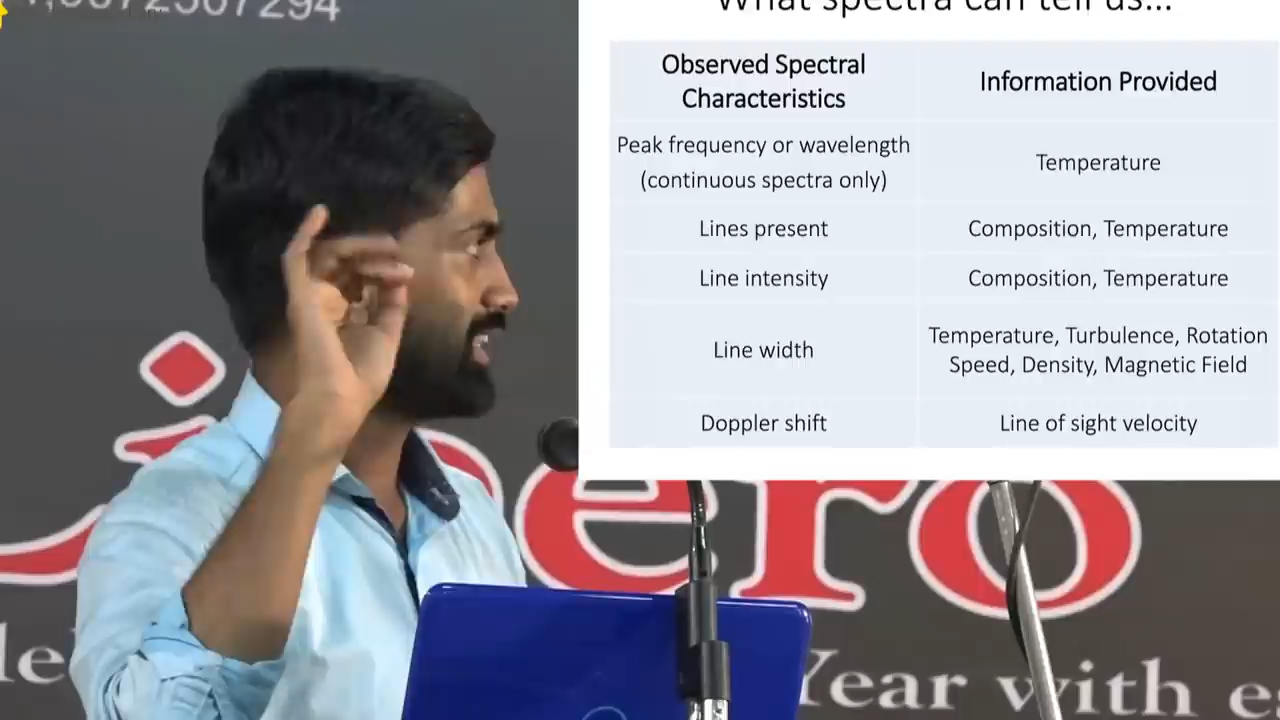 What spectra can tell us...
Observed Spectral
Characteristics
Information Provided
Peak frequency or wavelength
(continuous spectra only)
Temperature
Lines present
Composition, Temperature
Line intensity
Composition, Temperature
Line width
Temperature, Turbulence, Rotation
Speed, Density, Magnetic Field
Doppler shift
Line of sight velocity
ero
Year with